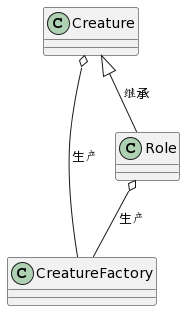 C Creature
继承
生产
C Role
生产
C CreatureFactory